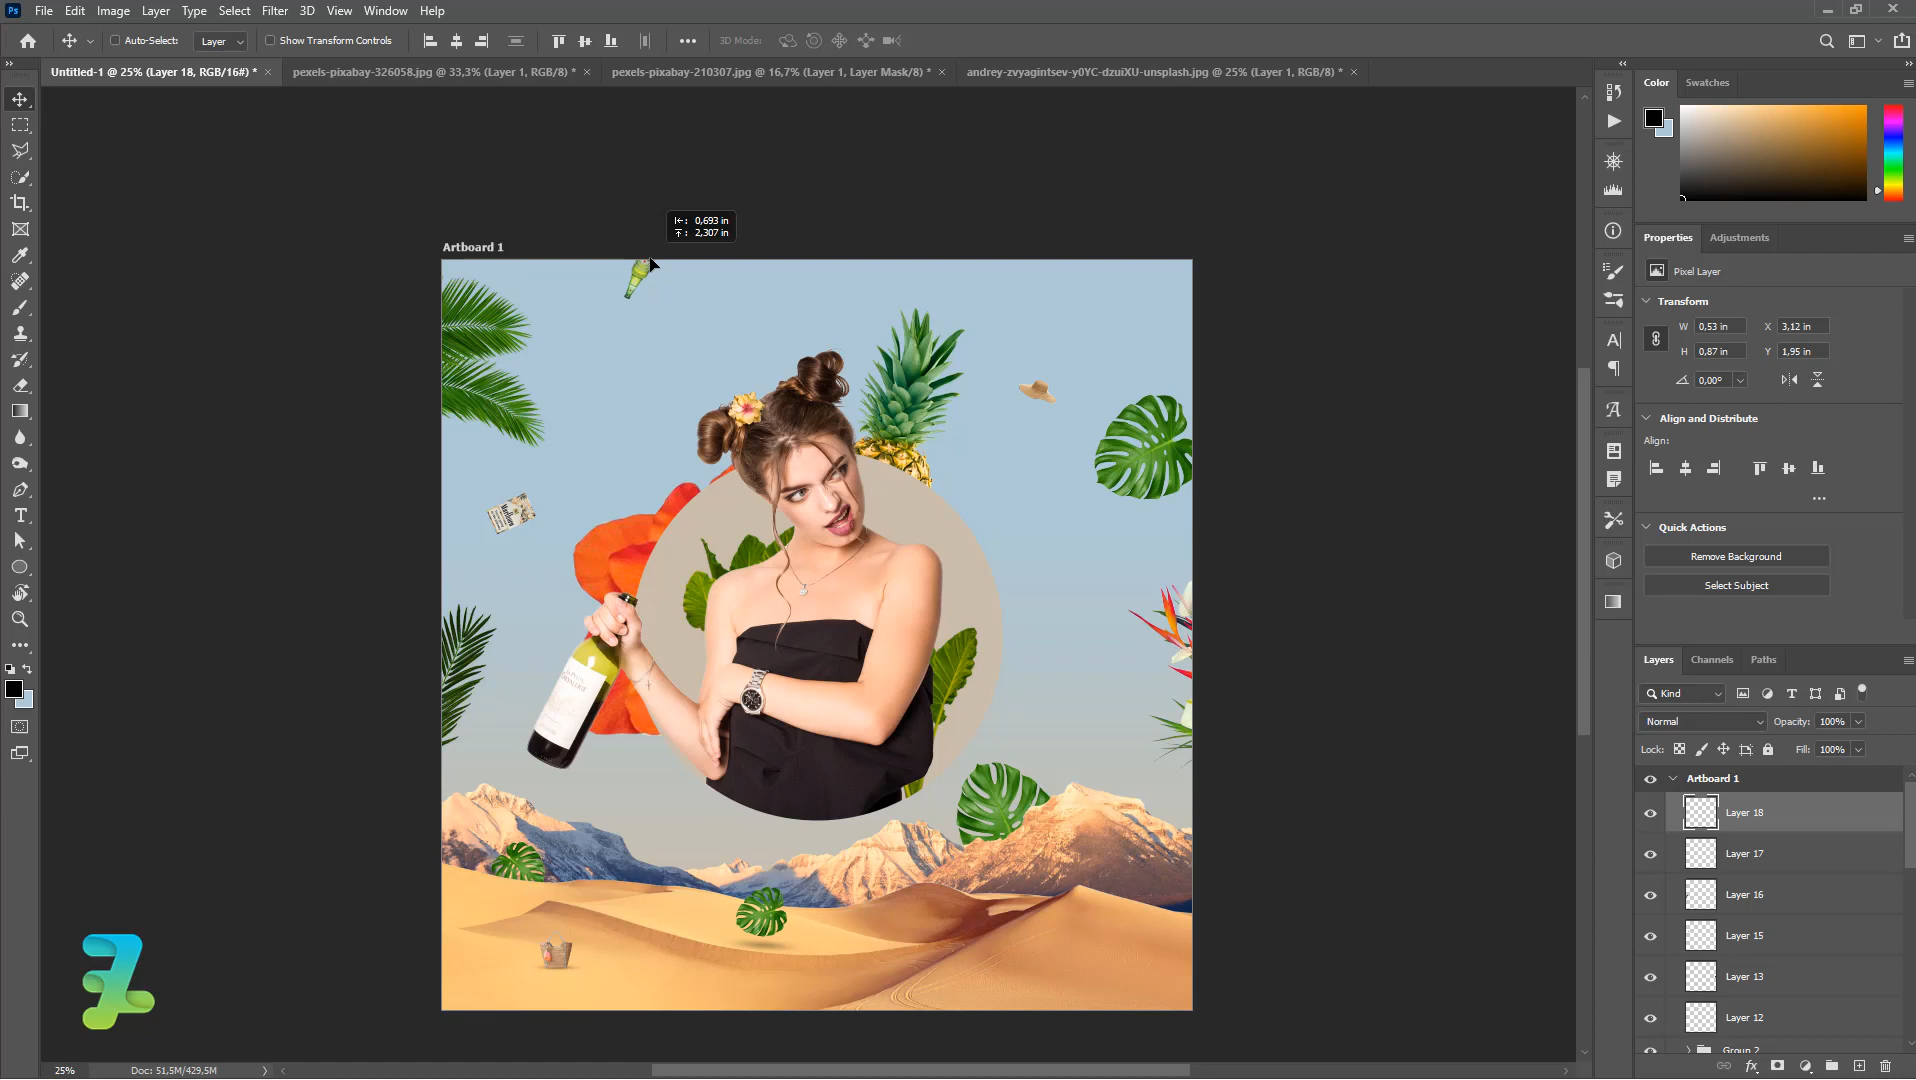 Ps File Edit Image Layer Type Select Filter 3D View Window Help
Auto-Select: Layer Show Transform Controls 3D Mode:
Untitled-1 @ 25% (Layer 18, RGB/16#) * pexels-pixabay-326058.jpg @ 33,3% (Layer 1, RGB/8) * pexels-pixabay-210307.jpg @ 16,7% (Layer 1, Layer Mask/8) * andrey-zvyagintsev-y0YC-dzuiXU-unsplash.jpg @ 25% (Layer 1, RGB/8) *
Color Swatches
0,693 in
2,307 in
Artboard 1
Properties Adjustments
Pixel Layer
Transform
W 0,53 in X 3,12 in
H 0,87 in Y 1,95 in
0,00°
Align and Distribute
Align:
Quick Actions
Remove Background
Select Subject
Marlboro
Layers Channels Paths
Kind
Normal Opacity: 100%
Lock: Fill: 100%
Artboard 1
Layer 18
Layer 17
Layer 16
Layer 15
Layer 13
Layer 12
Group 2
25% Doc: 51,5M/429,5M